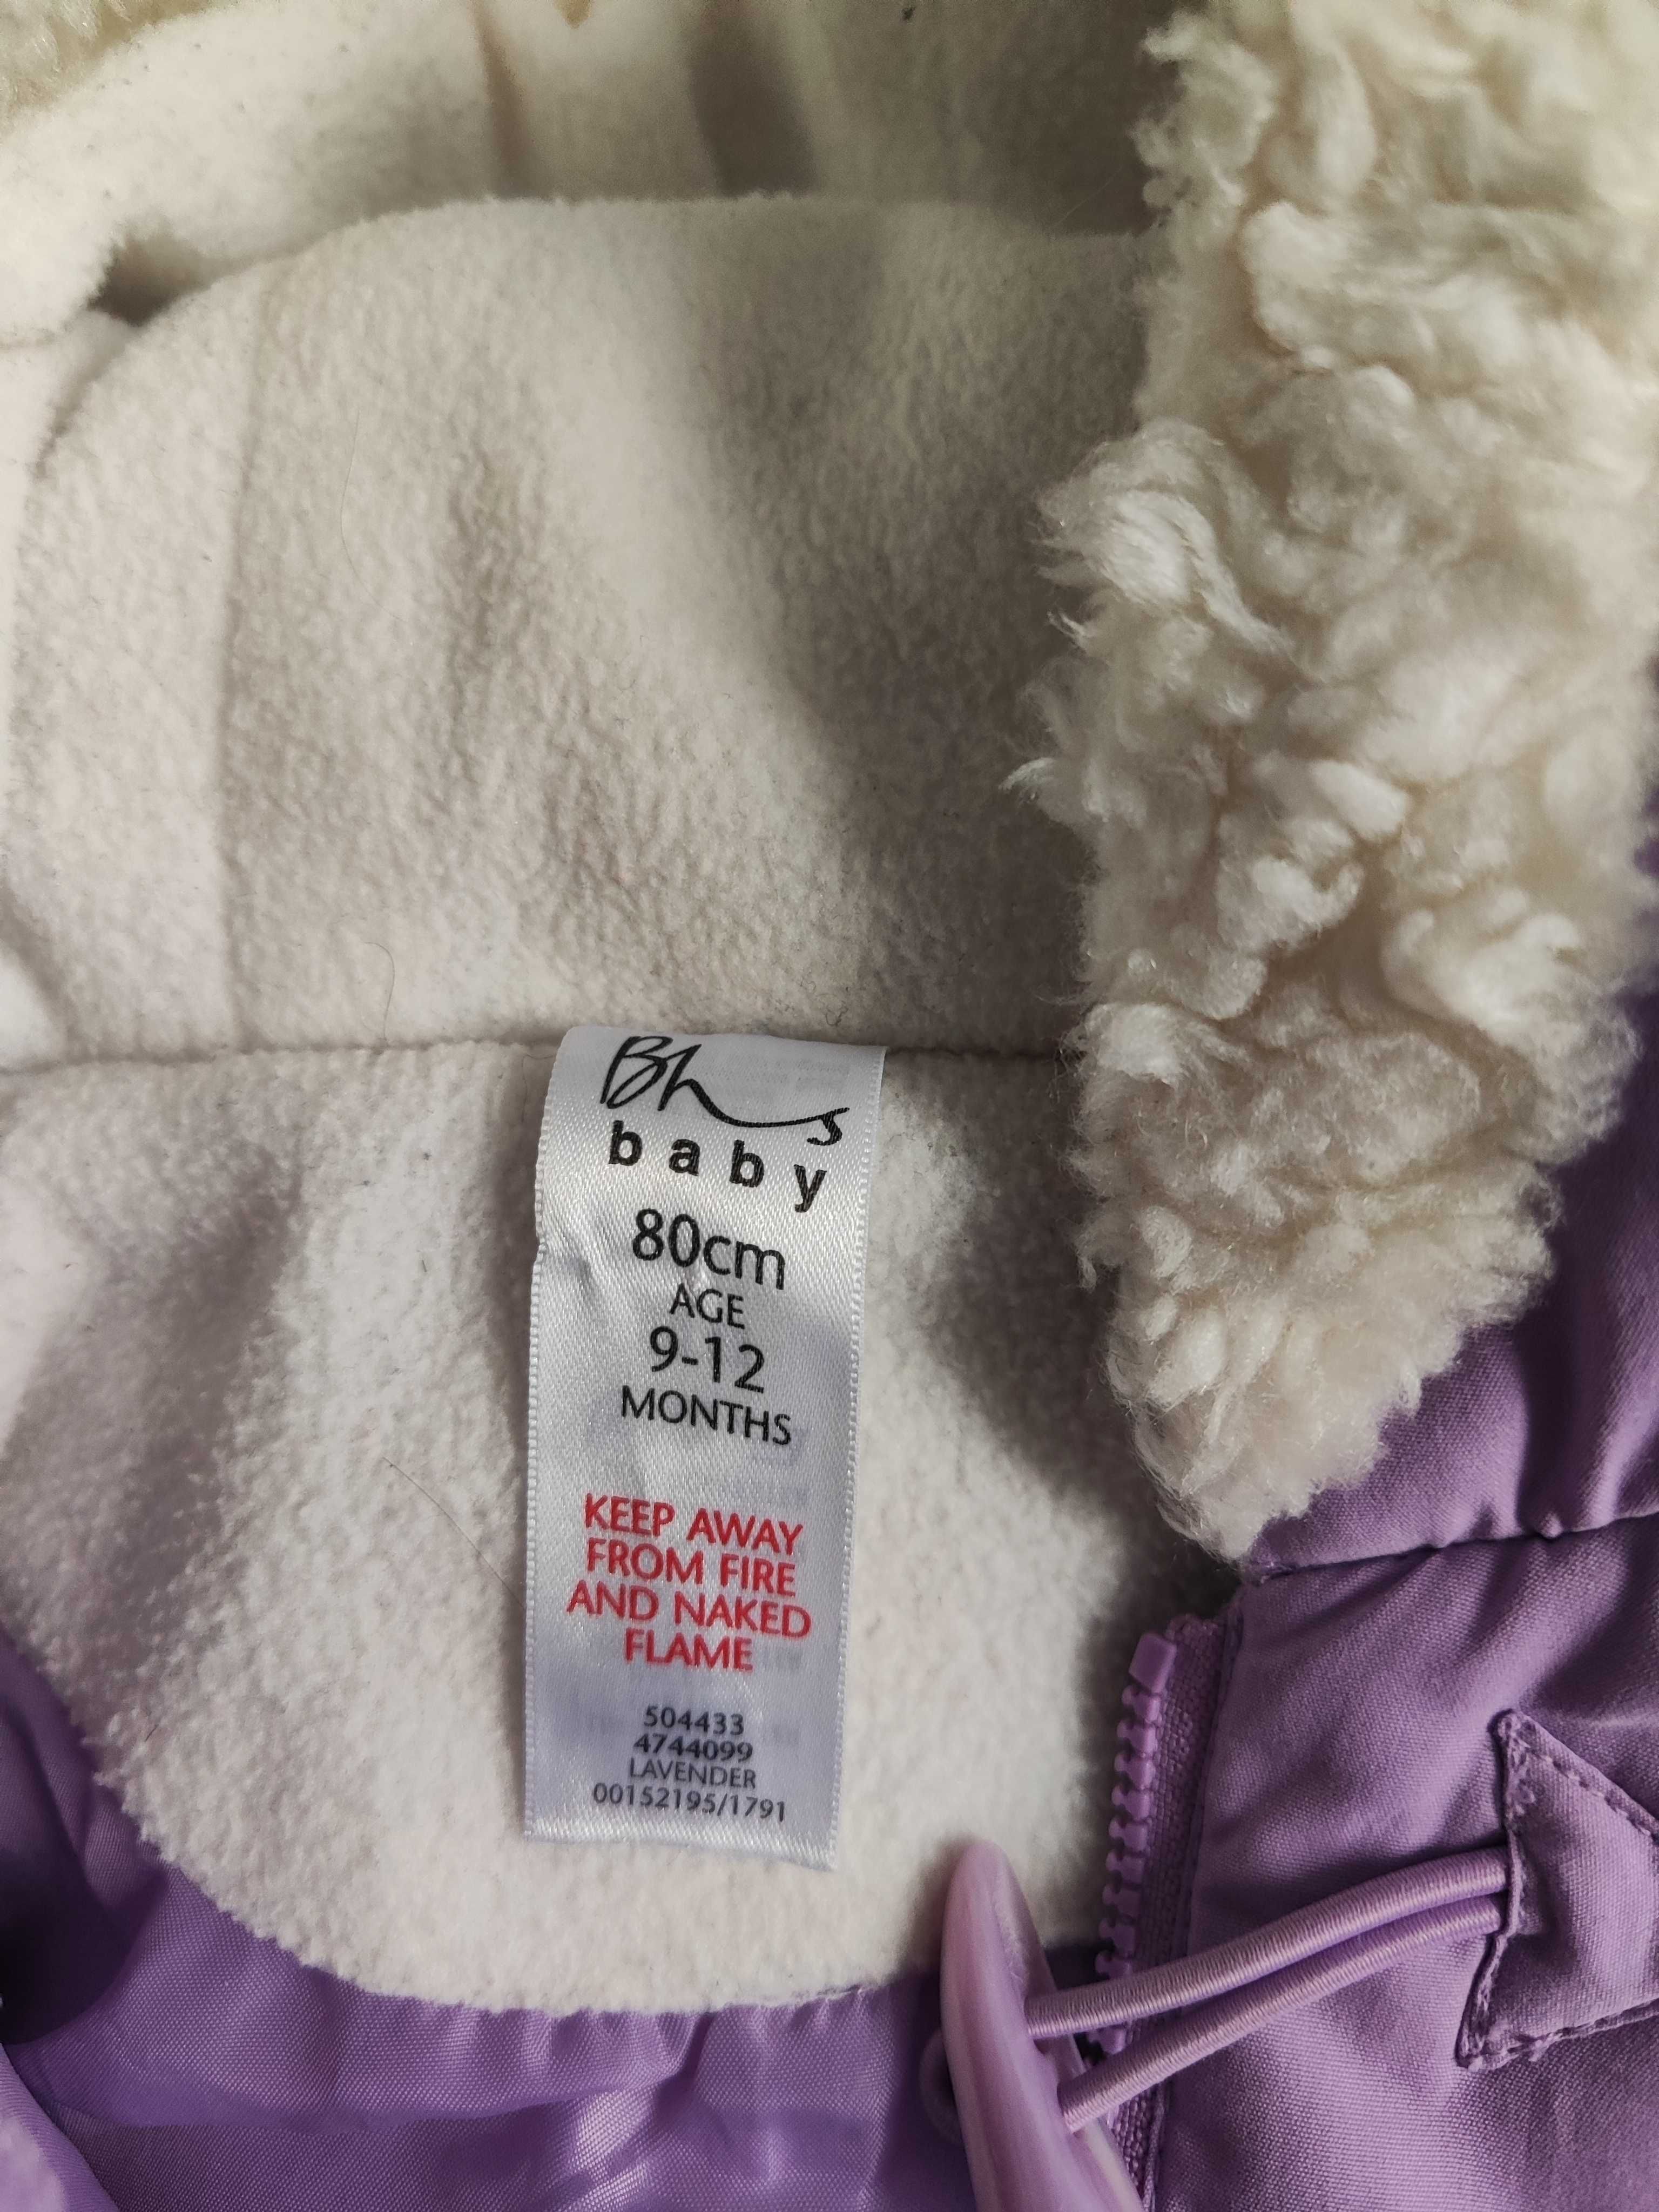 Bhs
baby
80cm
AGE
9-12
MONTHS
KEEP AWAY
FROM FIRE
AND NAKED
FLAME
504433
4744099
LAVENDER
00152195/1791